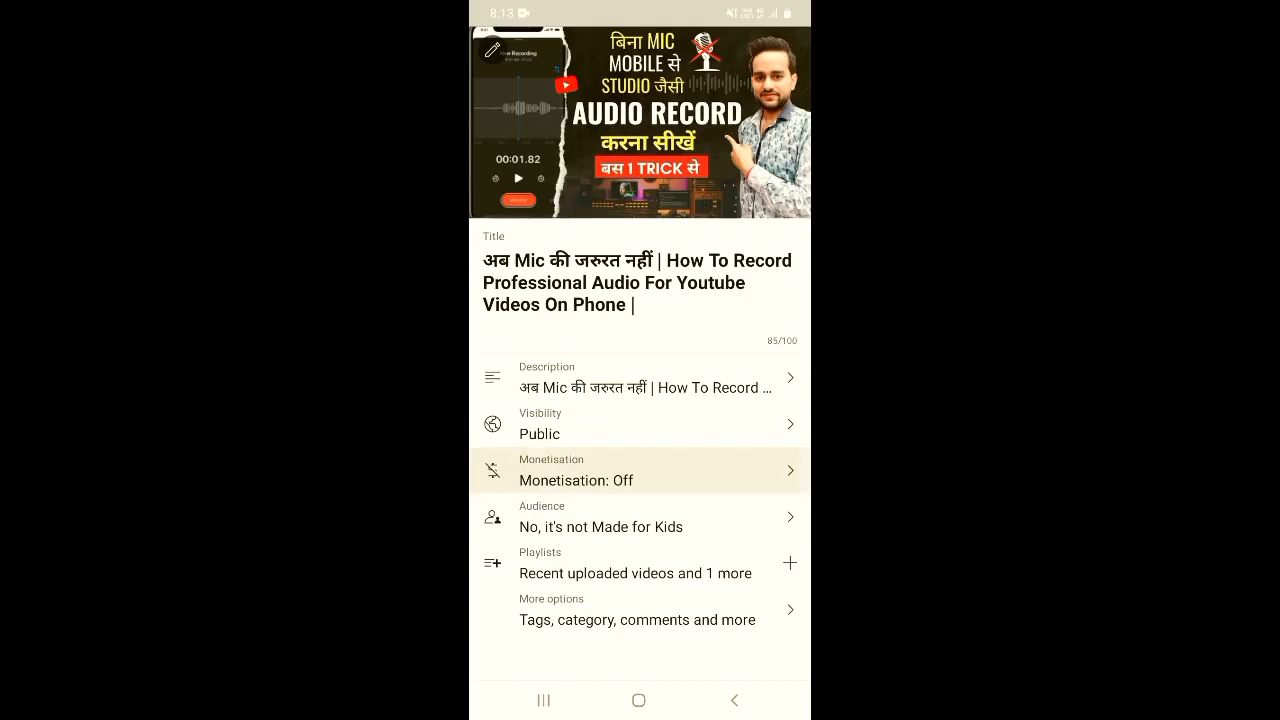 8:13
New Recording
बिना MIC
MOBILE से
STUDIO जैसी
AUDIO RECORD
करना सीखें
बस 1 TRICK से
00:01.82
Title
अब Mic की जरुरत नहीं | How To Record
Professional Audio For Youtube
Videos On Phone |
85/100
Description
अब Mic की जरुरत नहीं | How To Record ...
Visibility
Public
Monetisation
Monetisation: Off
Audience
No, it's not Made for Kids
Playlists
Recent uploaded videos and 1 more
More options
Tags, category, comments and more